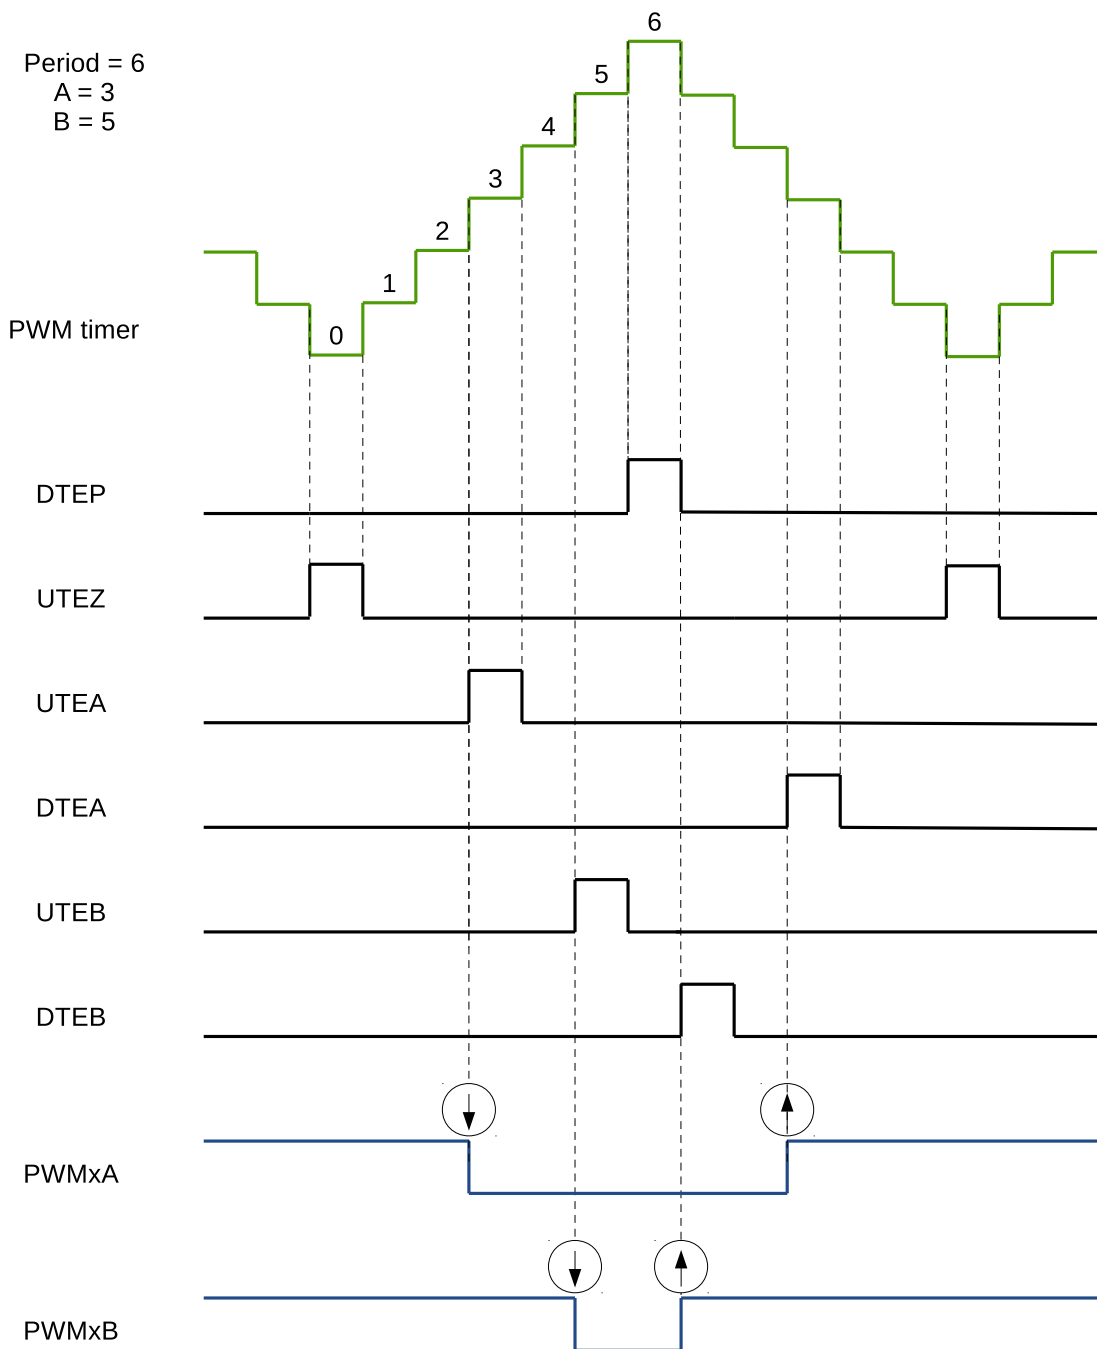 6
Period = 6
A = 3
B = 5
5
4
3
2
1
0
PWM timer
DTEP
UTEZ
UTEA
DTEA
UTEB
DTEB
PWMxA
PWMxB